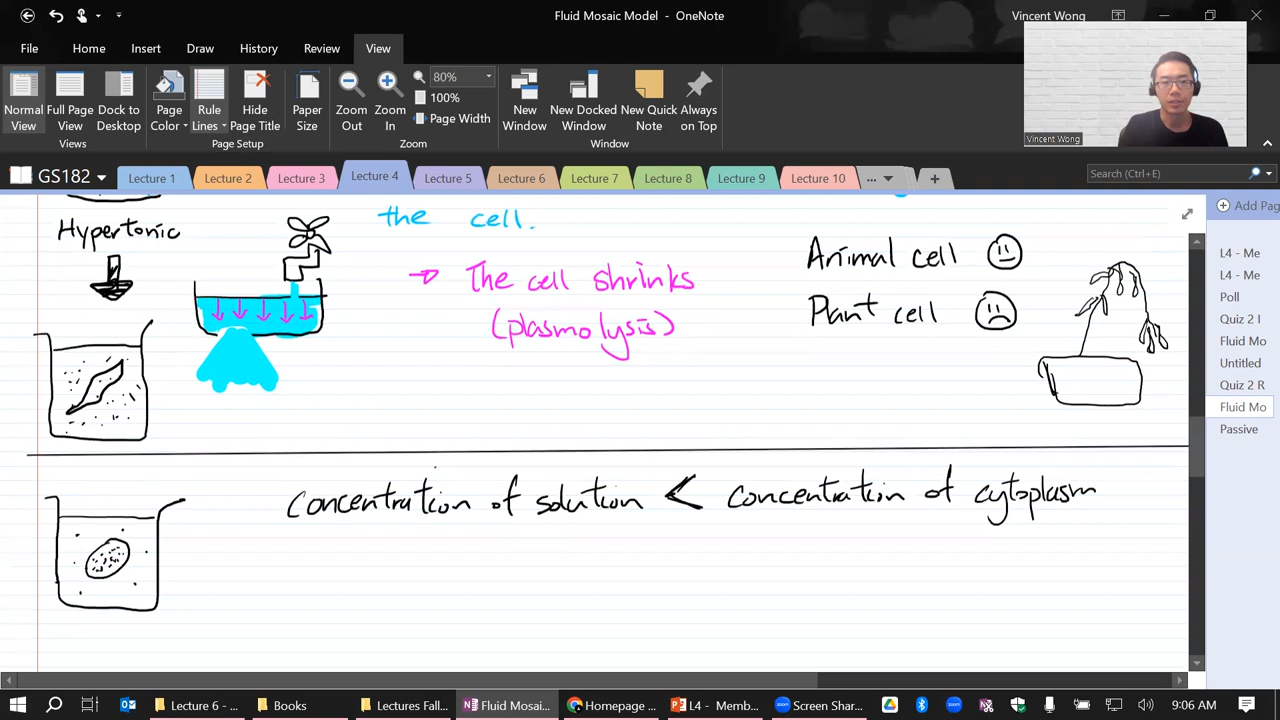 Fluid Mosaic Model - OneNote
Vincent Wong
File Home Insert Draw History Review View
Normal View
Full Page View
Dock to Desktop
Page Color
Rule Lines
Hide Page Title
Paper Size
Zoom Out
Zoom In
80%
100%
Page Width
New Window
New Docked Window
New Quick Note
Always on Top
Views
Page Setup
Zoom
Window
Vincent Wong
GS182
Lecture 1 Lecture 2 Lecture 3 Lecture 4 Lecture 5 Lecture 6 Lecture 7 Lecture 8 Lecture 9 Lecture 10 ...
Search (Ctrl+E)
Add Pag
L4 - Me
L4 - Me
Poll
Quiz 2 I
Fluid Mo
Untitled
Quiz 2 R
Fluid Mo
Passive
Hypertonic
the cell.
→ The cell shrinks
(plasmolysis)
Animal cell
Plant cell
concentration of solution < concentration of cytoplasm
Lecture 6 - ...
Books
Lectures Fall...
Fluid Mosai...
Homepage ...
L4 - Memb...
Screen Shar...
9:06 AM